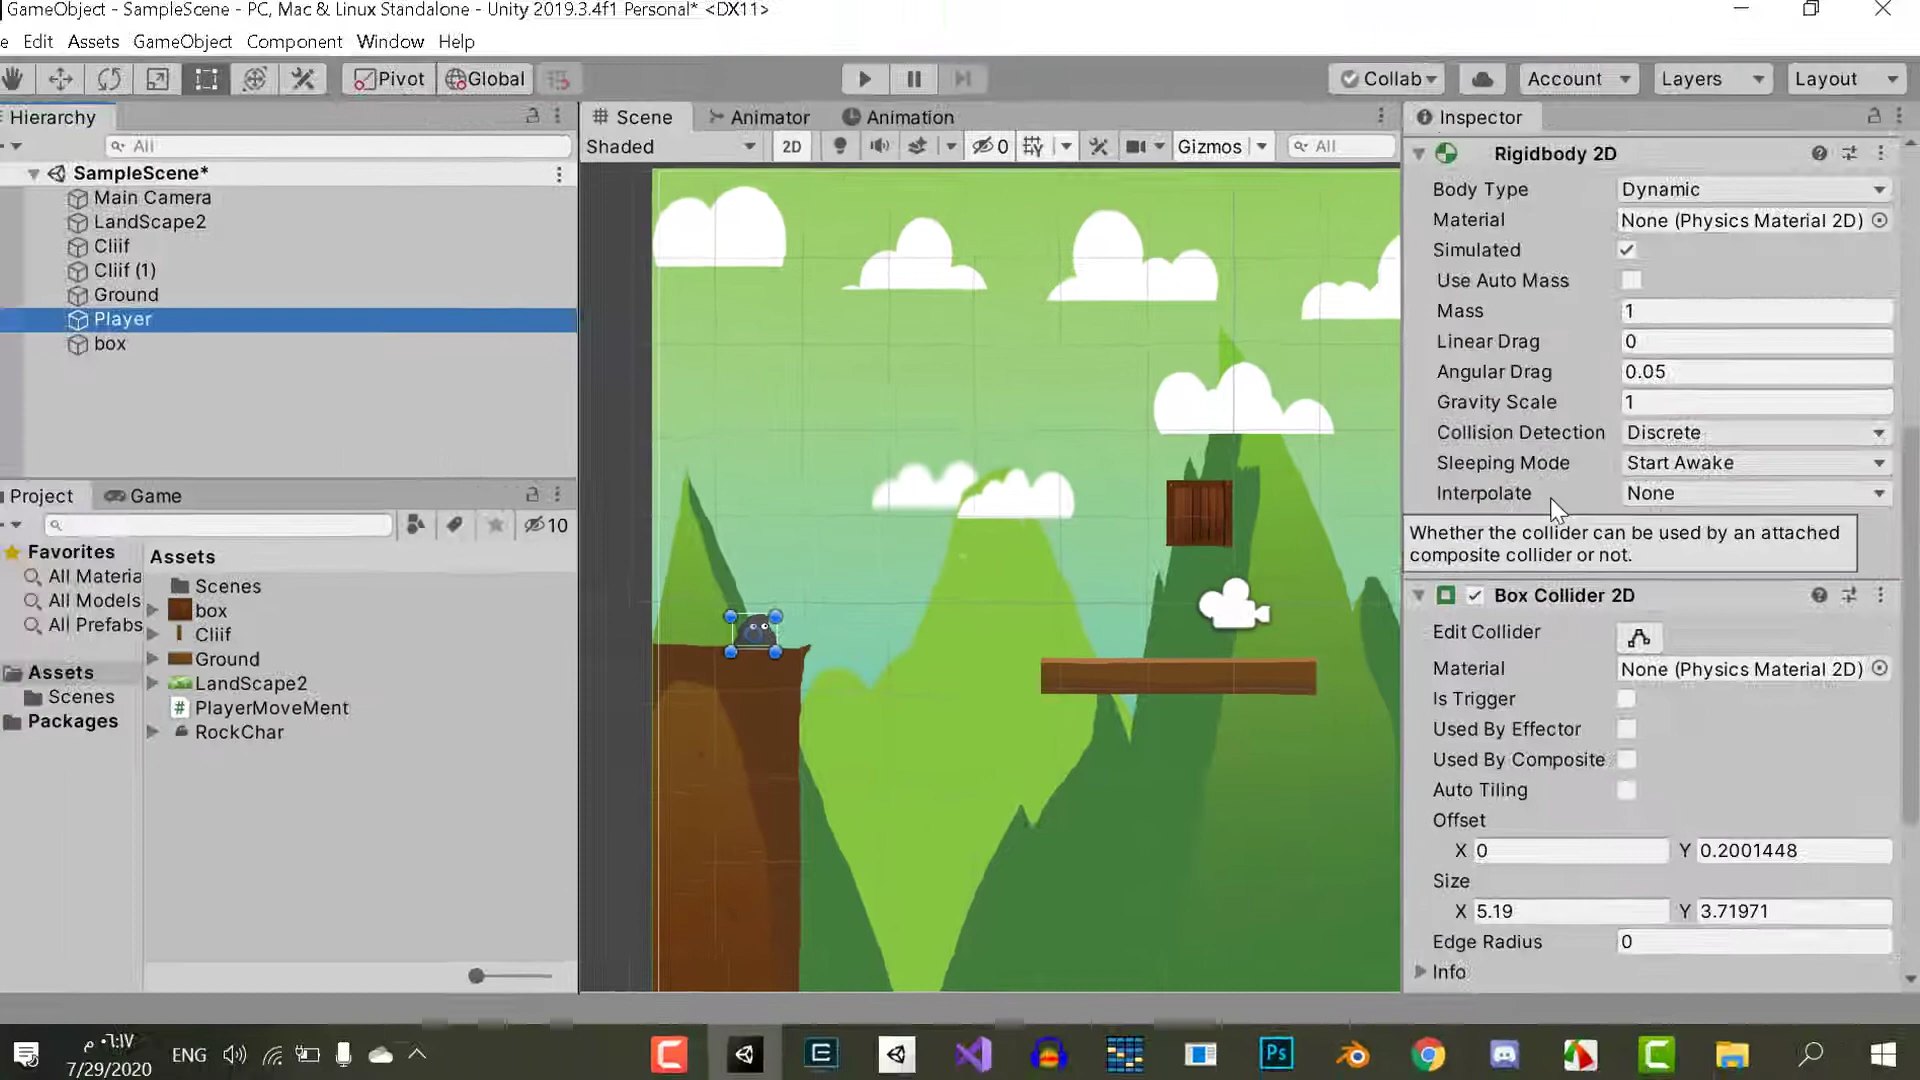 GameObject - SampleScene - PC, Mac & Linux Standalone - Unity 2019.3.4f1 Personal* <DX11>
e Edit Assets GameObject Component Window Help
Pivot Global Collab Account Layers Layout
Hierarchy
All
SampleScene*
Main Camera
LandScape2
Cliif
Cliif (1)
Ground
Player
box
Project Game
10
Favorites
All Materia
All Models
All Prefabs
Assets
Scenes
Packages
Assets
Scenes
box
Cliif
Ground
LandScape2
PlayerMoveMent
RockChar
Scene Animator Animation
Shaded 2D 0 Gizmos All
Inspector
Rigidbody 2D
Body Type Dynamic
Material None (Physics Material 2D)
Simulated
Use Auto Mass
Mass 1
Linear Drag 0
Angular Drag 0.05
Gravity Scale 1
Collision Detection Discrete
Sleeping Mode Start Awake
Interpolate None
Whether the collider can be used by an attached
composite collider or not.
Box Collider 2D
Edit Collider
Material None (Physics Material 2D)
Is Trigger
Used By Effector
Used By Composite
Auto Tiling
Offset
X 0 Y 0.2001448
Size
X 5.19 Y 3.71971
Edge Radius 0
Info
٦:١٧ م
7/29/2020
ENG
Ps